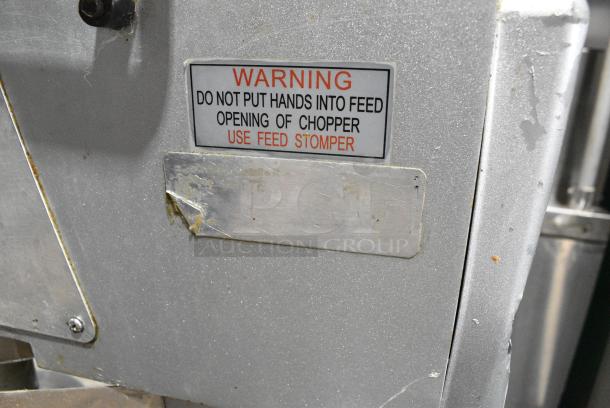 WARNING
DO NOT PUT HANDS INTO FEED
OPENING OF CHOPPER
USE FEED STOMPER
PCI
AUCTION GROUP